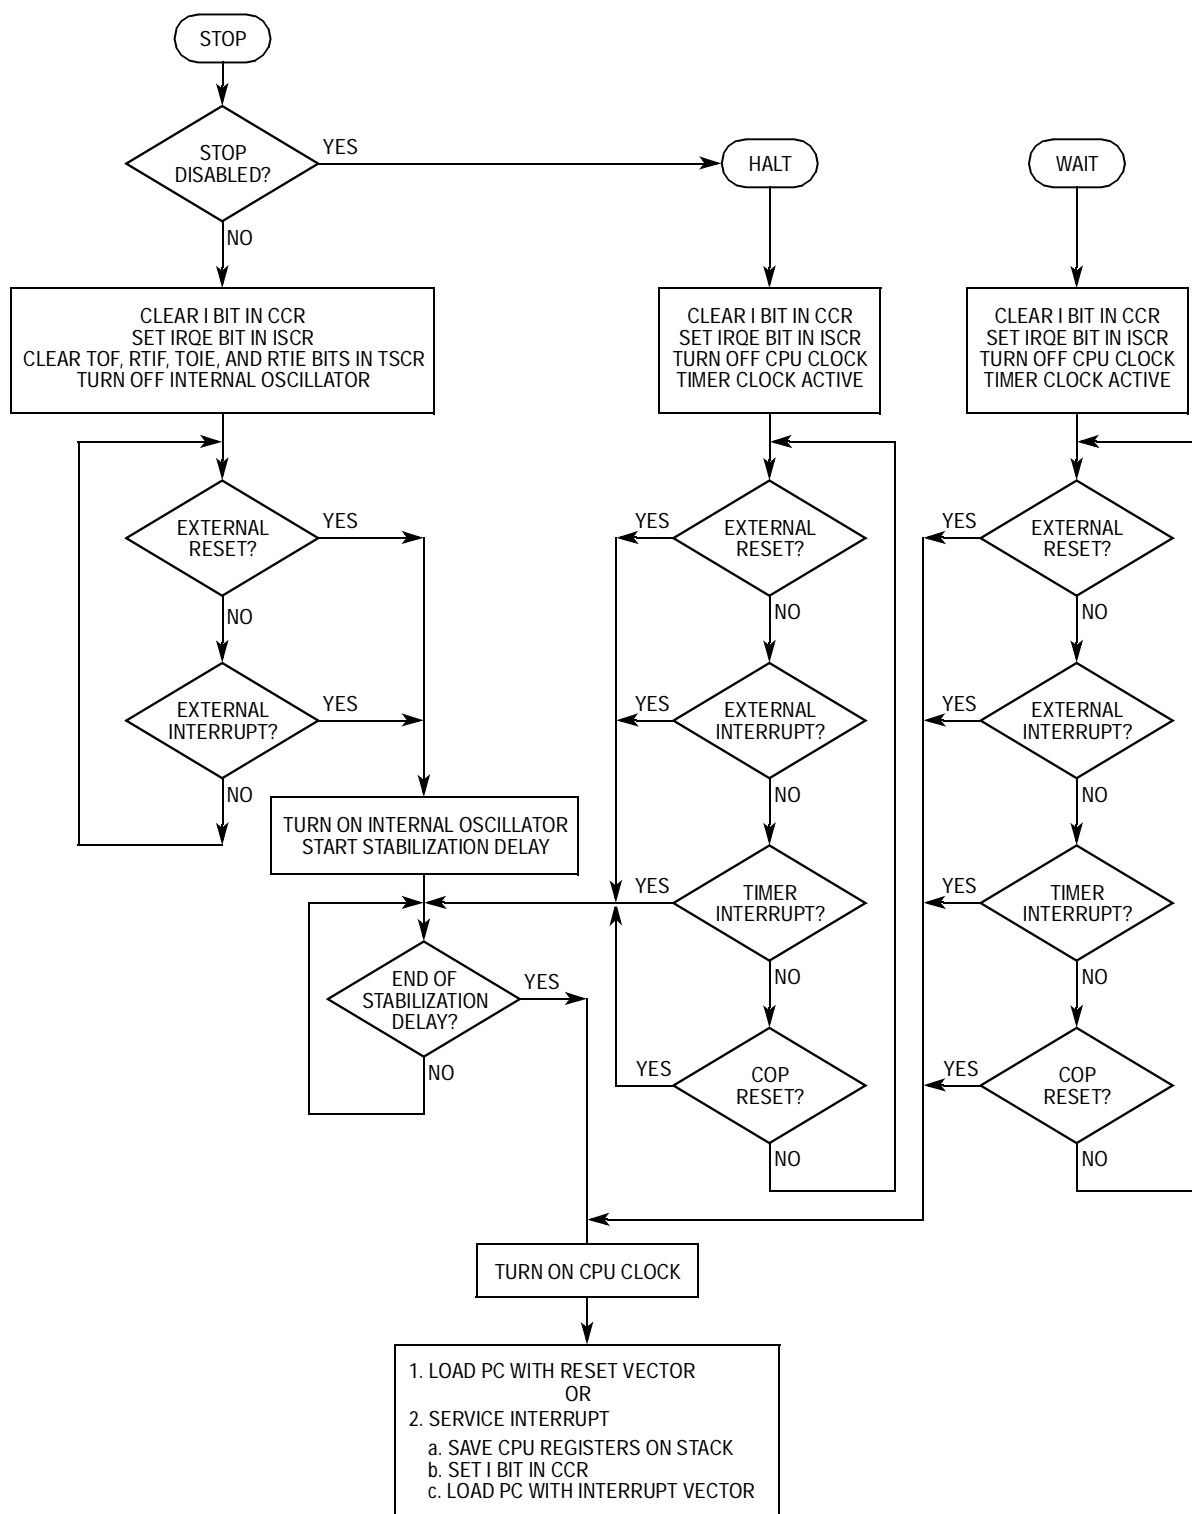 STOP
STOP
DISABLED?
YES
NO
HALT
WAIT
CLEAR I BIT IN CCR
SET IRQE BIT IN ISCR
CLEAR TOF, RTIF, TOIE, AND RTIE BITS IN TSCR
TURN OFF INTERNAL OSCILLATOR
CLEAR I BIT IN CCR
SET IRQE BIT IN ISCR
TURN OFF CPU CLOCK
TIMER CLOCK ACTIVE
CLEAR I BIT IN CCR
SET IRQE BIT IN ISCR
TURN OFF CPU CLOCK
TIMER CLOCK ACTIVE
EXTERNAL
RESET?
YES
NO
YES
EXTERNAL
RESET?
NO
YES
EXTERNAL
RESET?
NO
EXTERNAL
INTERRUPT?
YES
NO
YES
EXTERNAL
INTERRUPT?
NO
YES
EXTERNAL
INTERRUPT?
NO
TURN ON INTERNAL OSCILLATOR
START STABILIZATION DELAY
YES
TIMER
INTERRUPT?
NO
YES
TIMER
INTERRUPT?
NO
END OF
STABILIZATION
DELAY?
YES
NO
YES
COP
RESET?
NO
YES
COP
RESET?
NO
TURN ON CPU CLOCK
1. LOAD PC WITH RESET VECTOR
OR
2. SERVICE INTERRUPT
a. SAVE CPU REGISTERS ON STACK
b. SET I BIT IN CCR
c. LOAD PC WITH INTERRUPT VECTOR